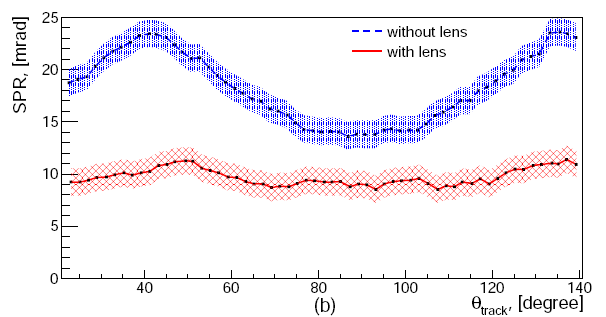 SPR, [mrad]
25
20
15
10
5
0
without lens
with lens
40 60 80 100 120 140
(b)
θtrack, [degree]